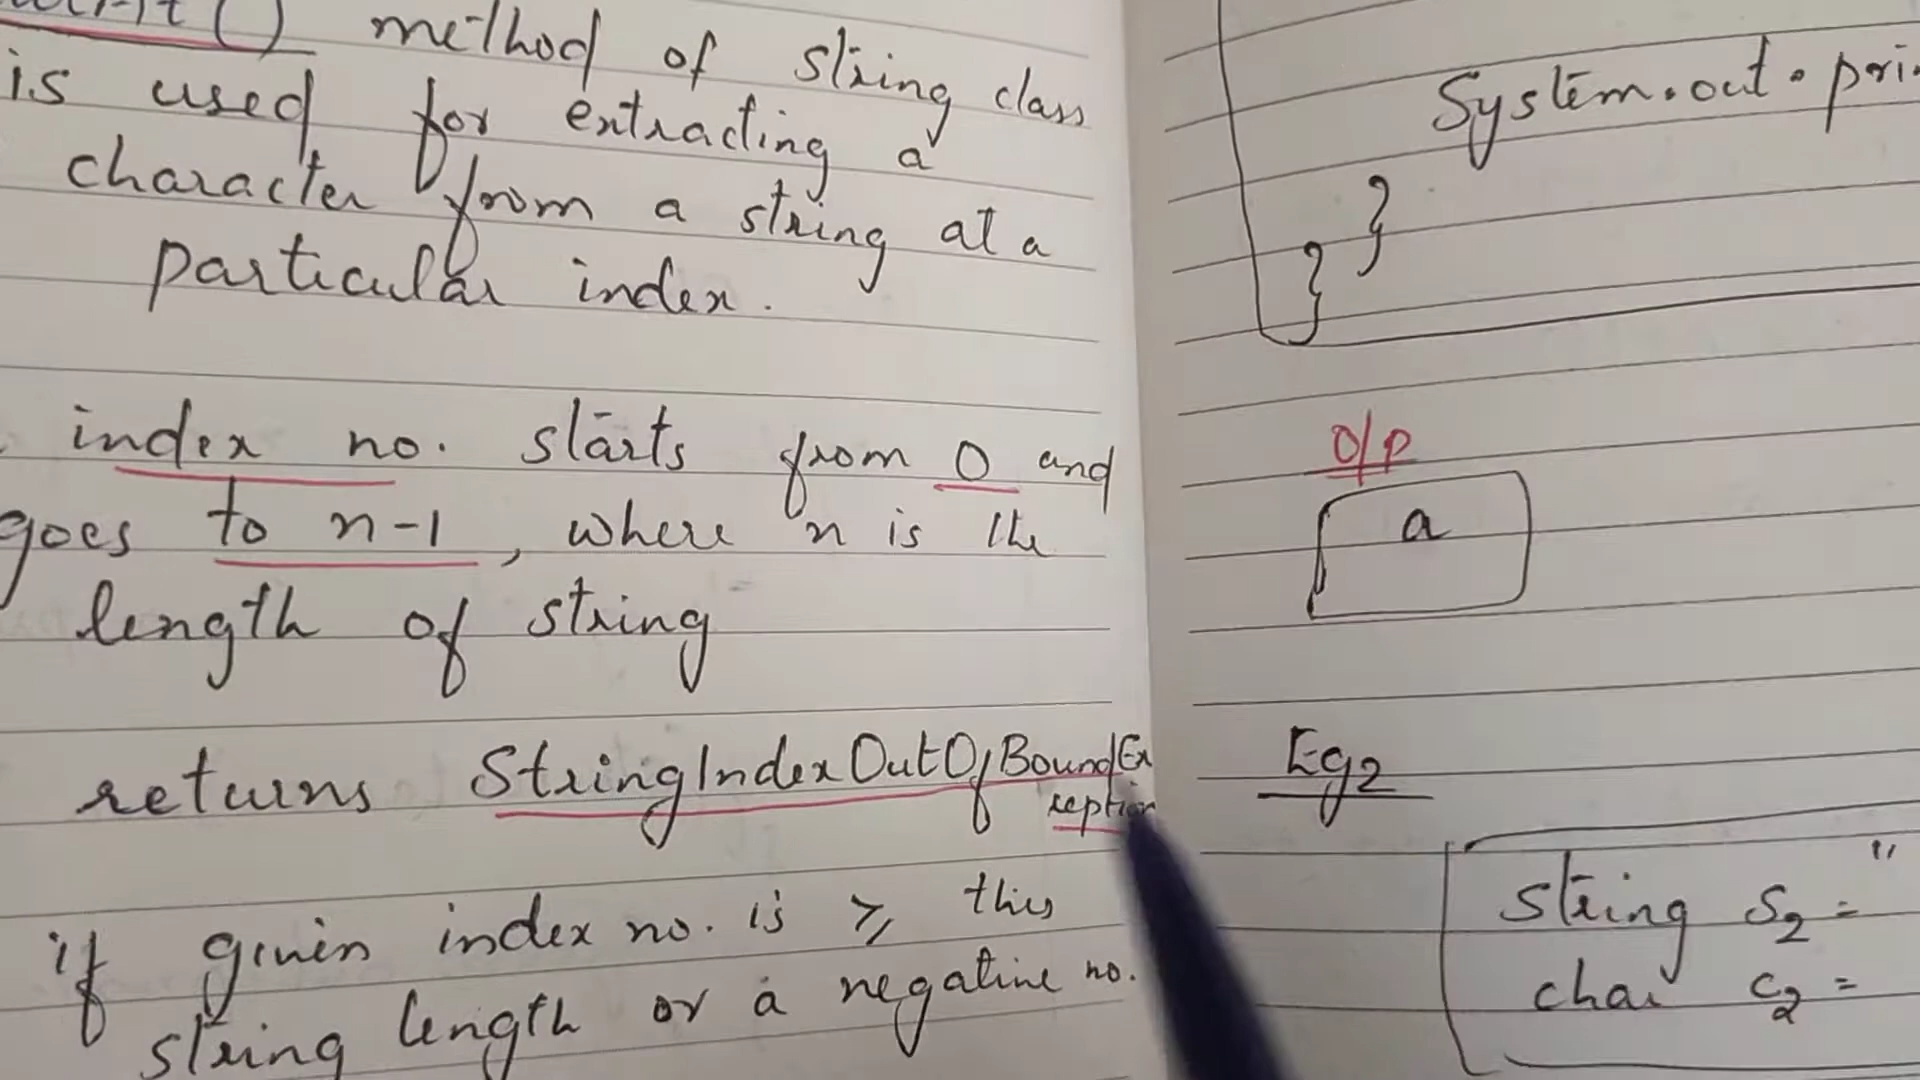 method of string class
is used for extracting a
character from a string at a
particular index.
index no. starts from 0 and
goes to n-1, where n is the
length of string
returns StringIndexOutOfBoundEx
ception
if given index no. is ⩾ this
string length or a negative no.
System.out.pri
}
}
O/P
a
Eg2
String S2 = "
char c2 =